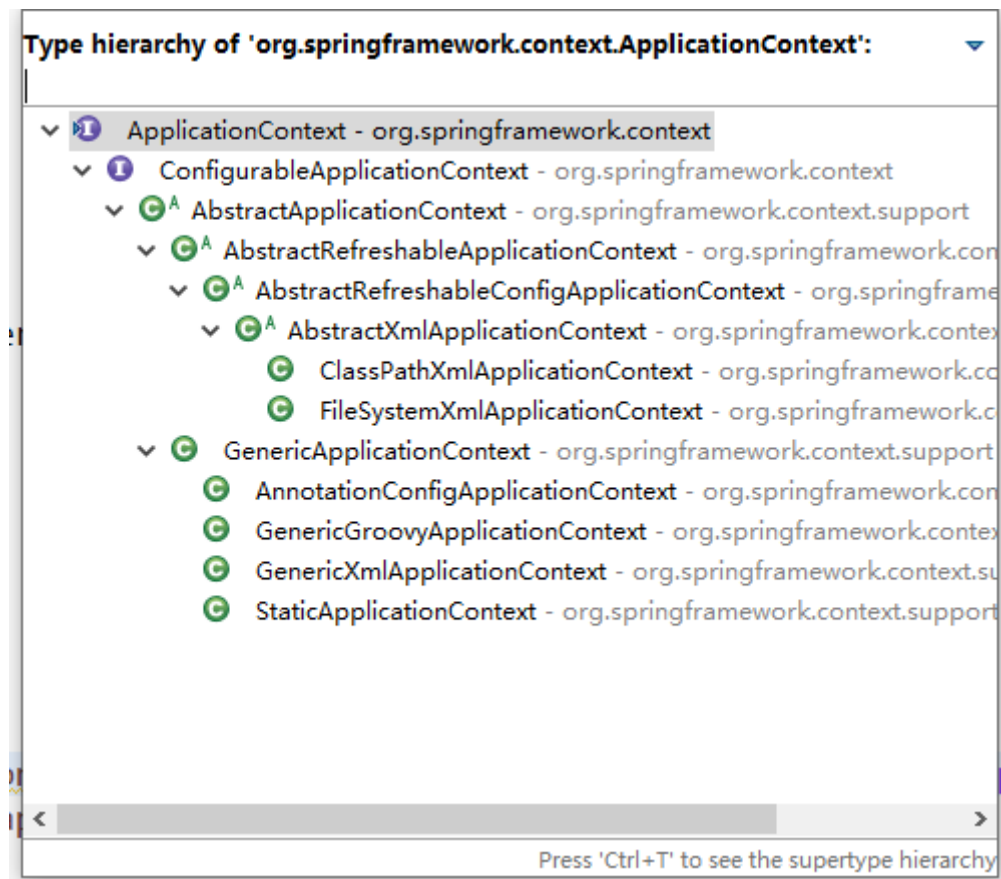 Type hierarchy of 'org.springframework.context.ApplicationContext':
ApplicationContext - org.springframework.context
ConfigurableApplicationContext - org.springframework.context
AbstractApplicationContext - org.springframework.context.support
AbstractRefreshableApplicationContext - org.springframework.con
AbstractRefreshableConfigApplicationContext - org.springframe
AbstractXmlApplicationContext - org.springframework.contex
ClassPathXmlApplicationContext - org.springframework.co
FileSystemXmlApplicationContext - org.springframework.c
GenericApplicationContext - org.springframework.context.support
AnnotationConfigApplicationContext - org.springframework.con
GenericGroovyApplicationContext - org.springframework.contex
GenericXmlApplicationContext - org.springframework.context.su
StaticApplicationContext - org.springframework.context.support
Press 'Ctrl+T' to see the supertype hierarchy